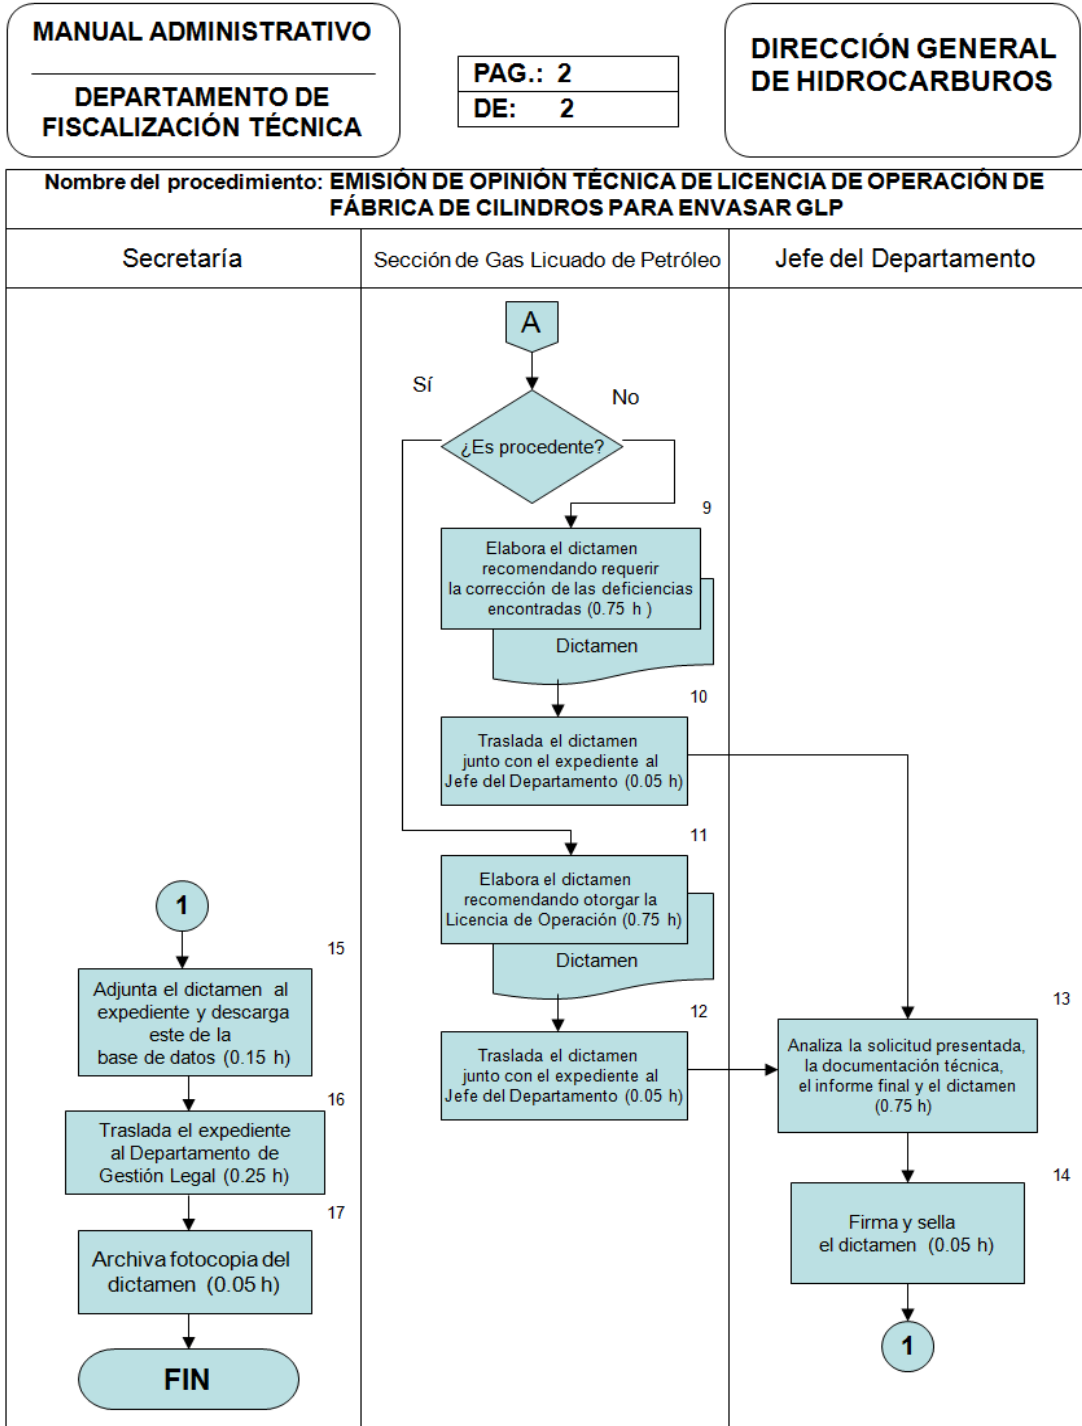 MANUAL ADMINISTRATIVO
DEPARTAMENTO DE
FISCALIZACIÓN TÉCNICA
PAG.: 2
DE: 2
DIRECCIÓN GENERAL
DE HIDROCARBUROS
Nombre del procedimiento: EMISIÓN DE OPINIÓN TÉCNICA DE LICENCIA DE OPERACIÓN DE
FÁBRICA DE CILINDROS PARA ENVASAR GLP
Secretaría
Sección de Gas Licuado de Petróleo
Jefe del Departamento
A
Sí
No
¿Es procedente?
9
Elabora el dictamen
recomendando requerir
la corrección de las deficiencias
encontradas (0.75 h )
Dictamen
10
Traslada el dictamen
junto con el expediente al
Jefe del Departamento (0.05 h)
11
Elabora el dictamen
recomendando otorgar la
Licencia de Operación (0.75 h)
Dictamen
12
Traslada el dictamen
junto con el expediente al
Jefe del Departamento (0.05 h)
13
Analiza la solicitud presentada,
la documentación técnica,
el informe final y el dictamen
(0.75 h)
14
Firma y sella
el dictamen (0.05 h)
1
1
15
Adjunta el dictamen al
expediente y descarga
este de la
base de datos (0.15 h)
16
Traslada el expediente
al Departamento de
Gestión Legal (0.25 h)
17
Archiva fotocopia del
dictamen (0.05 h)
FIN